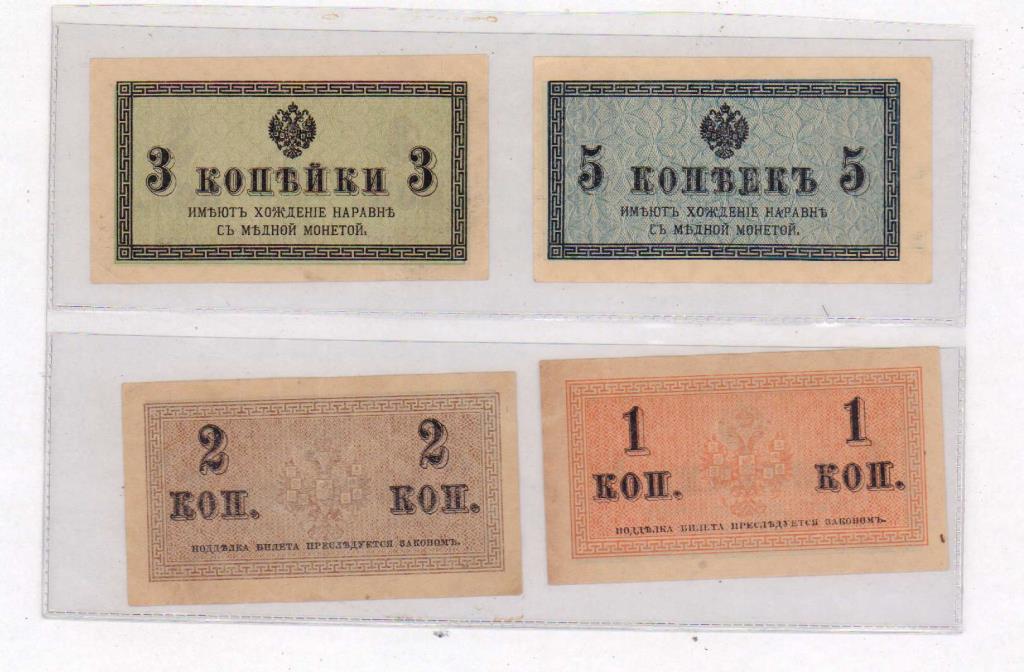 3 КОПѢЙКИ 3
ИМѢЮТЪ ХОЖДЕНІЕ НАРАВНѢ
СЪ МѢДНОЙ МОНЕТОЙ.
5 КОПѢЕКЪ 5
ИМѢЮТЪ ХОЖДЕНІЕ НАРАВНѢ
СЪ МѢДНОЙ МОНЕТОЙ.
2 2
КОП. КОП.
ПОДДѢЛКА БИЛЕТА ПРЕСЛѢДУЕТСЯ ЗАКОНОМЪ.
1 1
КОП. КОП.
ПОДДѢЛКА БИЛЕТА ПРЕСЛѢДУЕТСЯ ЗАКОНОМЪ.